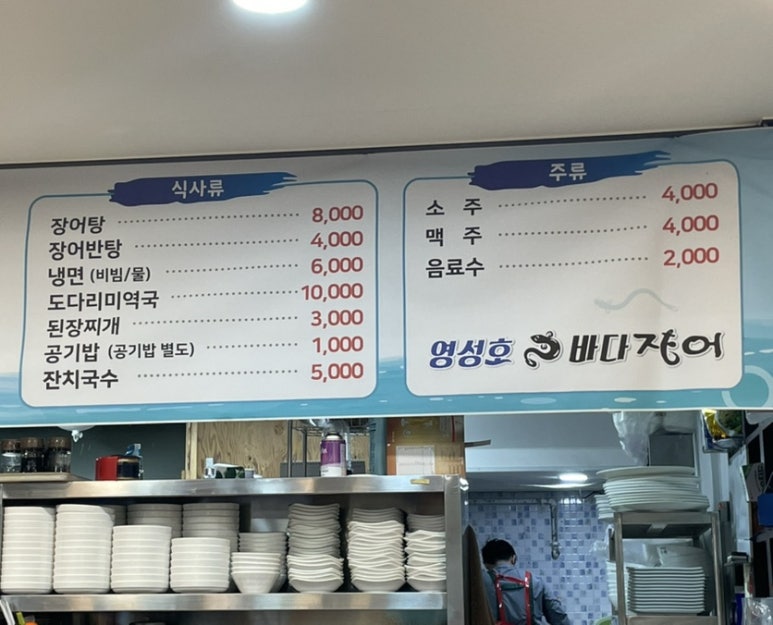 식사류
장어탕 8,000
장어반탕 4,000
냉면 (비빔/물) 6,000
도다리미역국 10,000
된장찌개 3,000
공기밥 (공기밥 별도) 1,000
잔치국수 5,000
주류
소 주 4,000
맥 주 4,000
음료수 2,000
영성호 바다장어